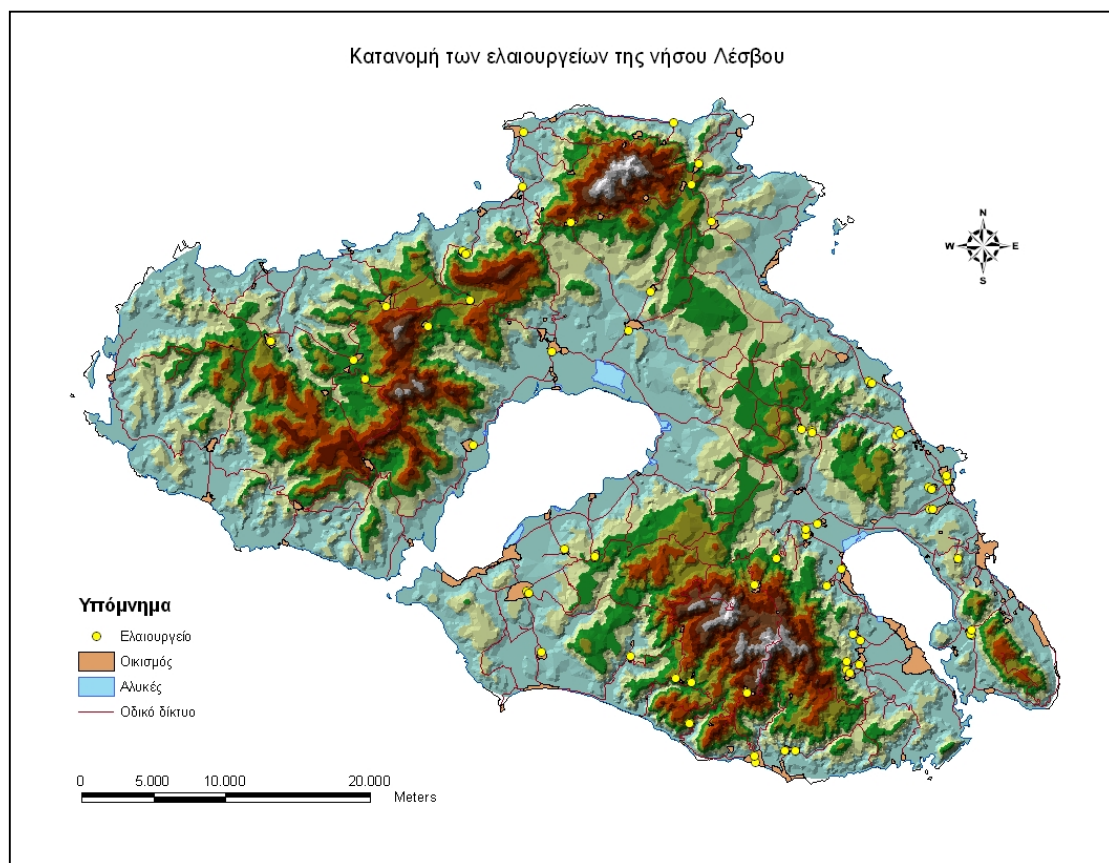 Κατανομή των ελαιουργείων της νήσου Λέσβου
N
W E
S
Υπόμνημα
Ελαιουργείο
Οικισμός
Αλυκές
Οδικό δίκτυο
0 5.000 10.000 20.000
Meters